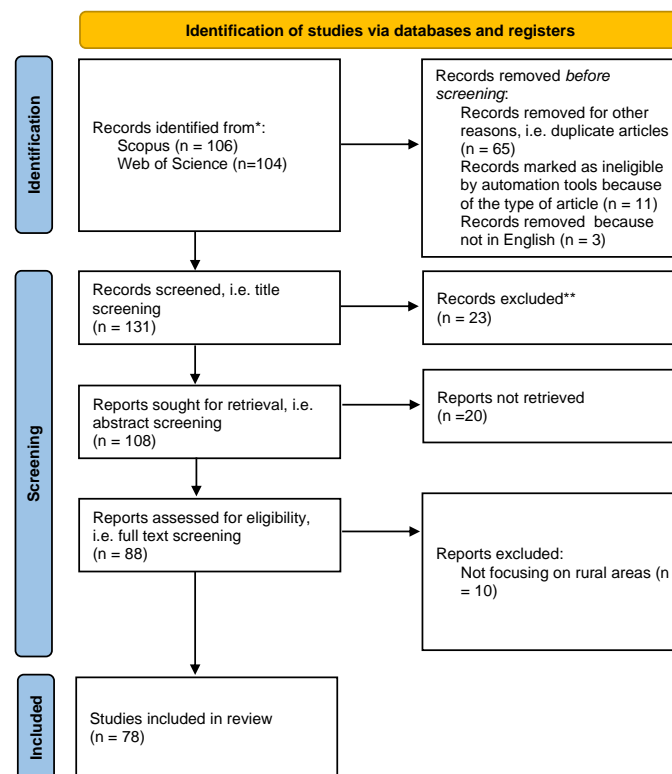 Identification of studies via databases and registers
Identification
Records identified from*:
Scopus (n = 106)
Web of Science (n=104)
Records removed before
screening:
Records removed for other
reasons, i.e. duplicate articles
(n = 65)
Records marked as ineligible
by automation tools because
of the type of article (n = 11)
Records removed because
not in English (n = 3)
Screening
Records screened, i.e. title
screening
(n = 131)
Records excluded**
(n = 23)
Reports sought for retrieval, i.e.
abstract screening
(n = 108)
Reports not retrieved
(n =20)
Reports assessed for eligibility,
i.e. full text screening
(n = 88)
Reports excluded:
Not focusing on rural areas (n
= 10)
Included
Studies included in review
(n = 78)